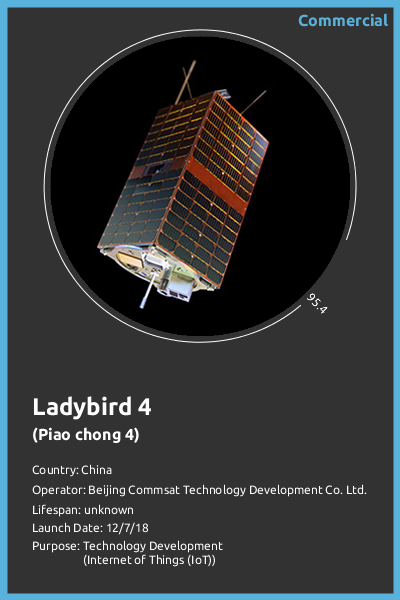 Commercial
95.4
Ladybird 4
(Piao chong 4)
Country: China
Operator: Beijing Commsat Technology Development Co. Ltd.
Lifespan: unknown
Launch Date: 12/7/18
Purpose: Technology Development
(Internet of Things (IoT))